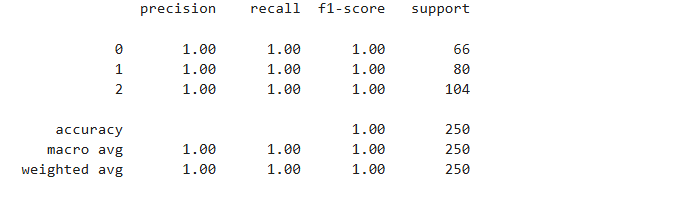 precision recall f1-score support
0 1.00 1.00 1.00 66
1 1.00 1.00 1.00 80
2 1.00 1.00 1.00 104
accuracy 1.00 250
macro avg 1.00 1.00 1.00 250
weighted avg 1.00 1.00 1.00 250